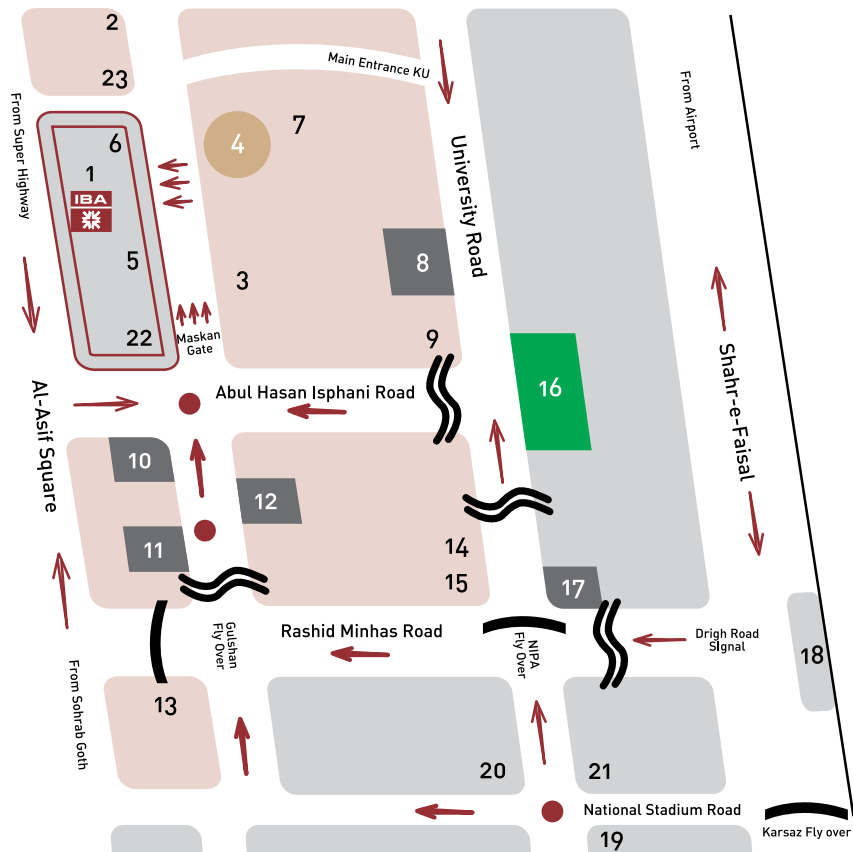 2
23
Main Entrance KU
From Super Highway
From Airport
6
1
IBA
4
7
University Road
5
3
8
22
Maskan
Gate
9
Al-Asif Square
Abul Hasan Isphani Road
16
Shahr-e-Faisal
10
12
11
14
15
17
Gulshan
Fly Over
Rashid Minhas Road
NIPA
Fly Over
Drigh Road
Signal
18
From Sohrab Goth
13
20
21
National Stadium Road
Karsaz Fly over
19